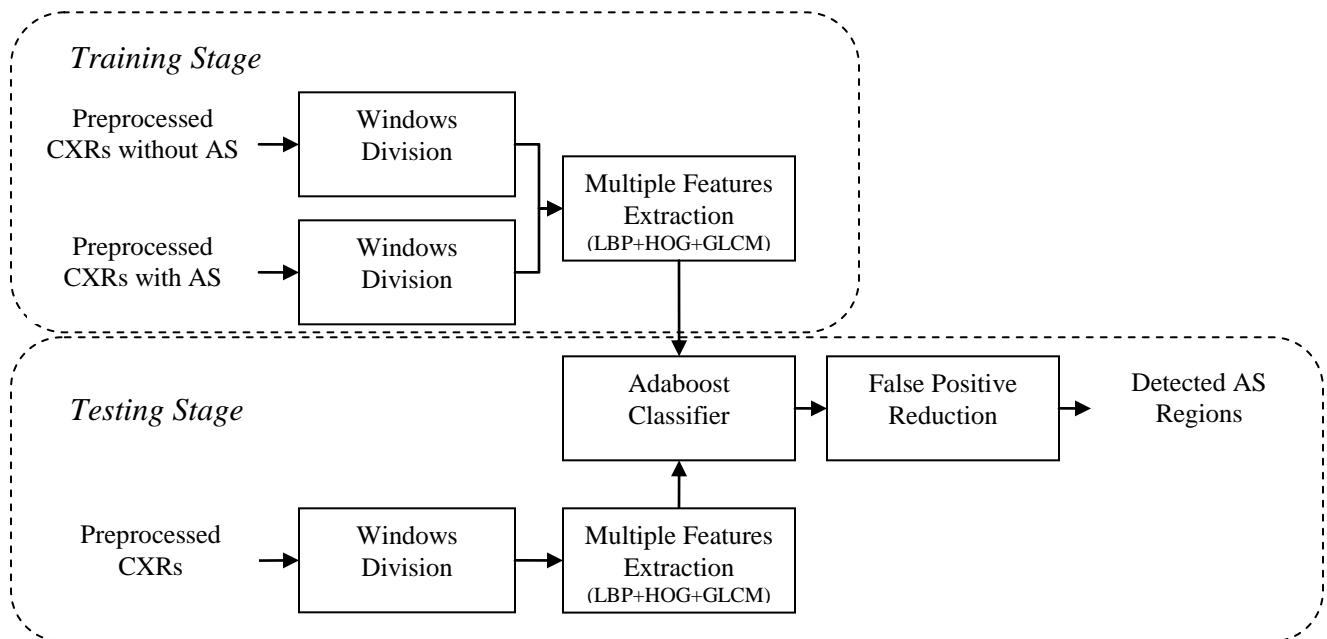 Training Stage
Preprocessed
CXRs without AS
Windows
Division
Preprocessed
CXRs with AS
Windows
Division
Multiple Features
Extraction
(LBP+HOG+GLCM)
Testing Stage
Adaboost
Classifier
False Positive
Reduction
Detected AS
Regions
Preprocessed
CXRs
Windows
Division
Multiple Features
Extraction
(LBP+HOG+GLCM)